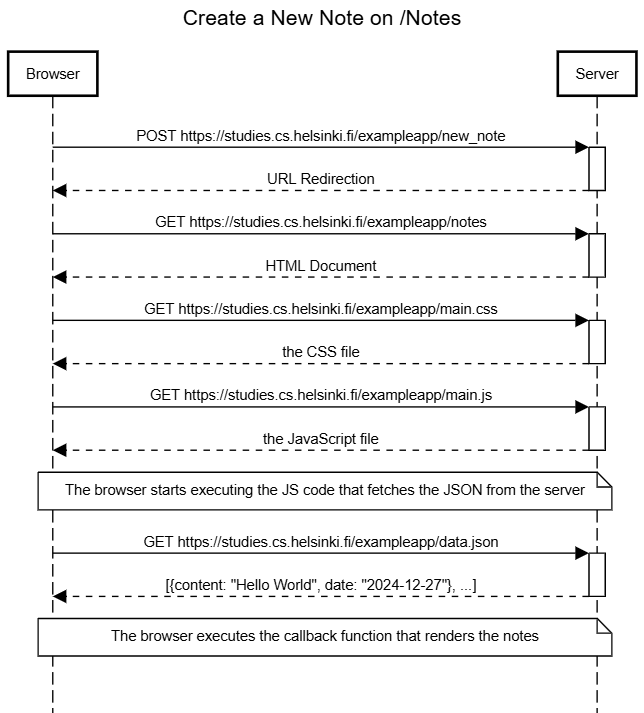 Create a New Note on /Notes
Browser
Server
POST https://studies.cs.helsinki.fi/exampleapp/new_note
URL Redirection
GET https://studies.cs.helsinki.fi/exampleapp/notes
HTML Document
GET https://studies.cs.helsinki.fi/exampleapp/main.css
the CSS file
GET https://studies.cs.helsinki.fi/exampleapp/main.js
the JavaScript file
The browser starts executing the JS code that fetches the JSON from the server
GET https://studies.cs.helsinki.fi/exampleapp/data.json
[{content: "Hello World", date: "2024-12-27"}, ...]
The browser executes the callback function that renders the notes